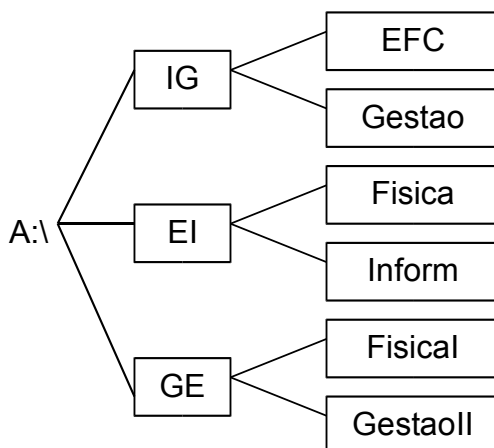 A:\
IG
EFC
Gestao
EI
Fisica
Inform
GE
FisicaI
GestaoII